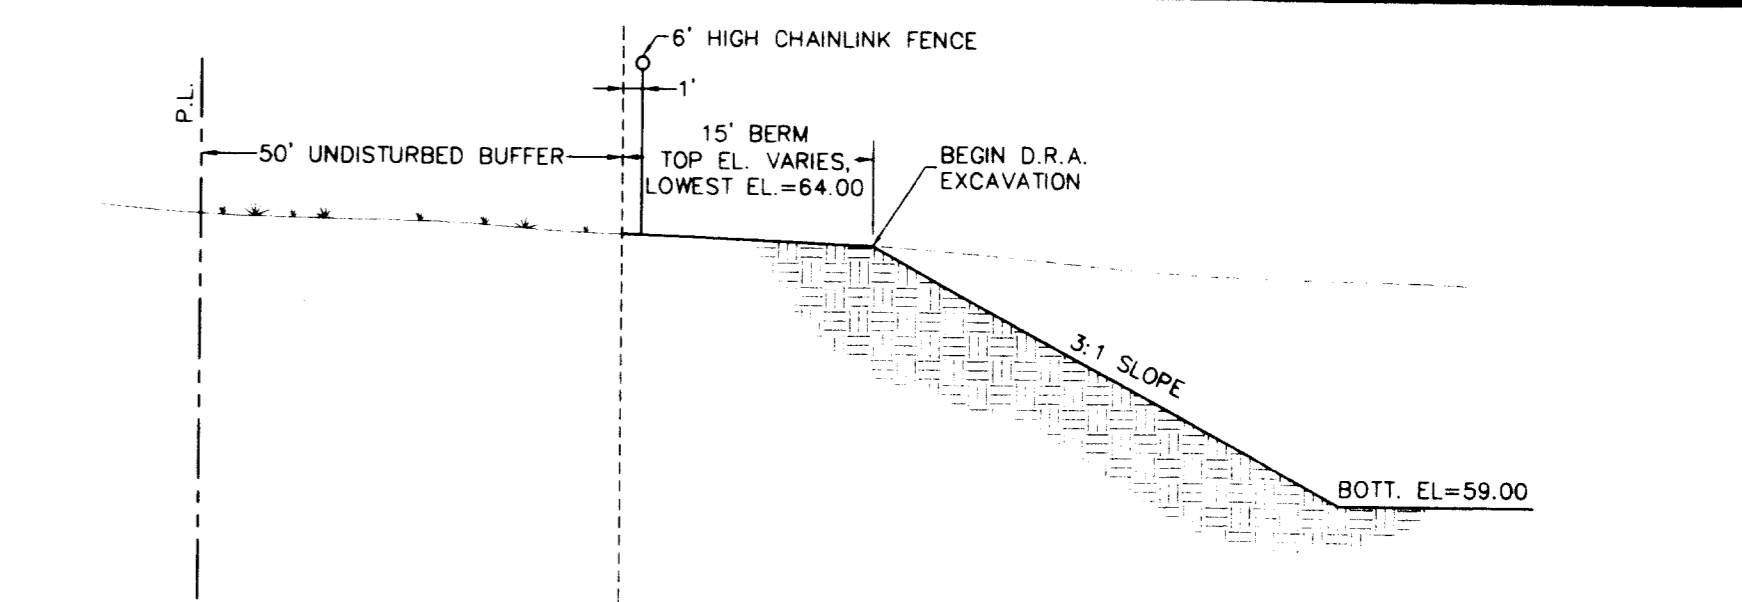 6' HIGH CHAINLINK FENCE
P.L.
1'
50' UNDISTURBED BUFFER
15' BERM
TOP EL. VARIES,
LOWEST EL.=64.00
BEGIN D.R.A.
EXCAVATION
3:1 SLOPE
BOTT. EL=59.00